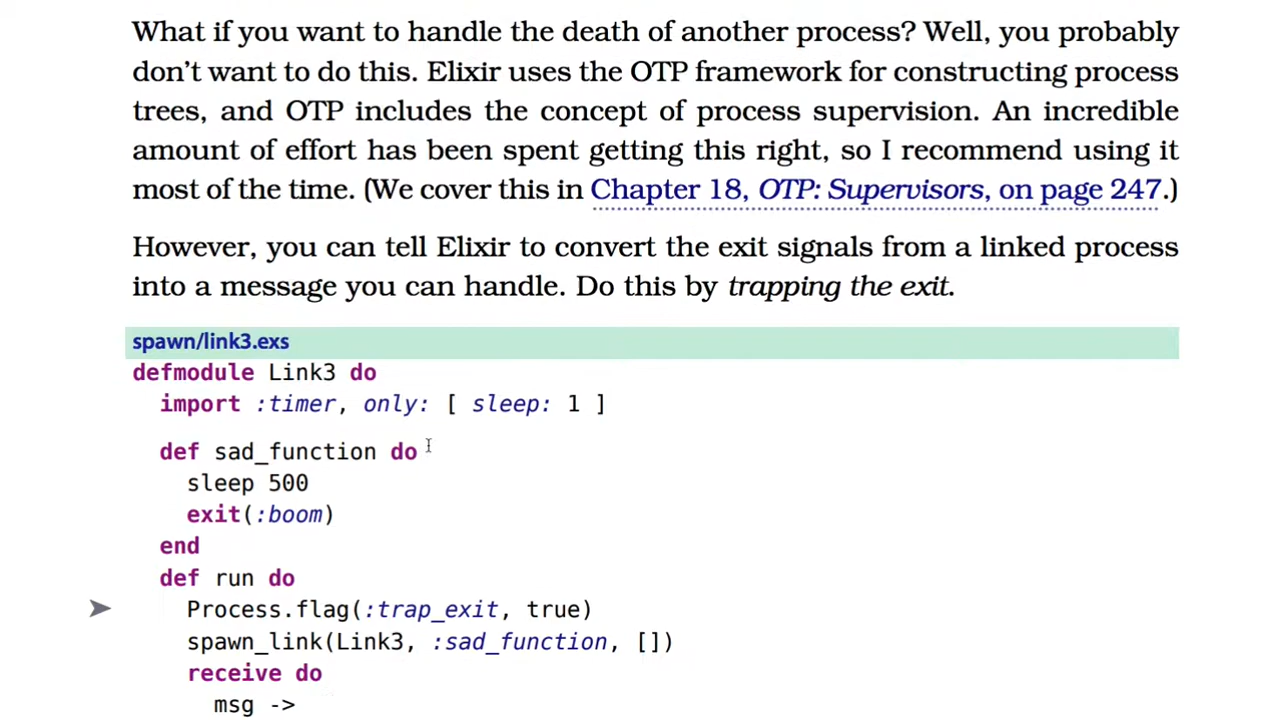 What if you want to handle the death of another process? Well, you probably
don’t want to do this. Elixir uses the OTP framework for constructing process
trees, and OTP includes the concept of process supervision. An incredible
amount of effort has been spent getting this right, so I recommend using it
most of the time. (We cover this in Chapter 18, OTP: Supervisors, on page 247.)
However, you can tell Elixir to convert the exit signals from a linked process
into a message you can handle. Do this by trapping the exit.
spawn/link3.exs
defmodule Link3 do
  import :timer, only: [ sleep: 1 ]
  def sad_function do
    sleep 500
    exit(:boom)
  end
  def run do
    Process.flag(:trap_exit, true)
    spawn_link(Link3, :sad_function, [])
    receive do
      msg ->